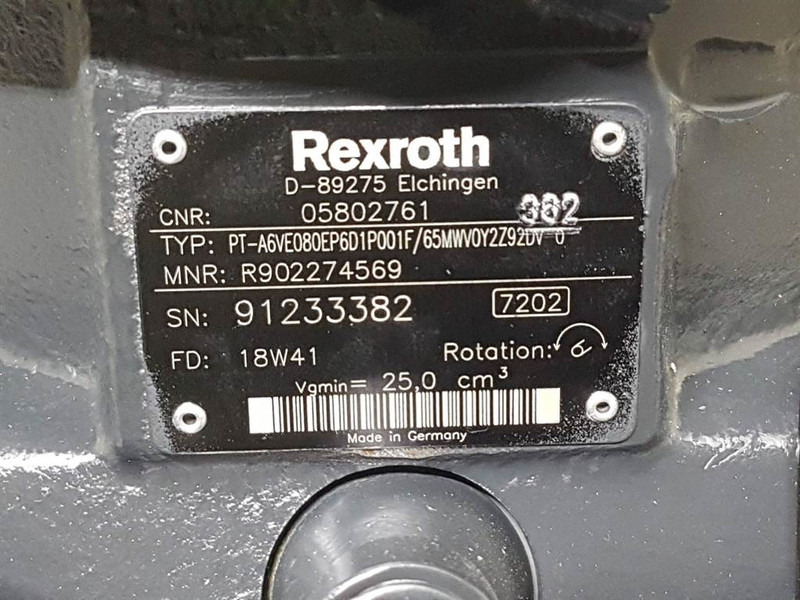 Rexroth
D-89275 Elchingen
CNR: 05802761 382
TYP: PT-A6VE080EP6D1P001F/65MWV0Y2Z92DV-0
MNR: R902274569
SN: 91233382 7202
FD: 18W41 Rotation:
Vgmin= 25,0 cm³
Made in Germany